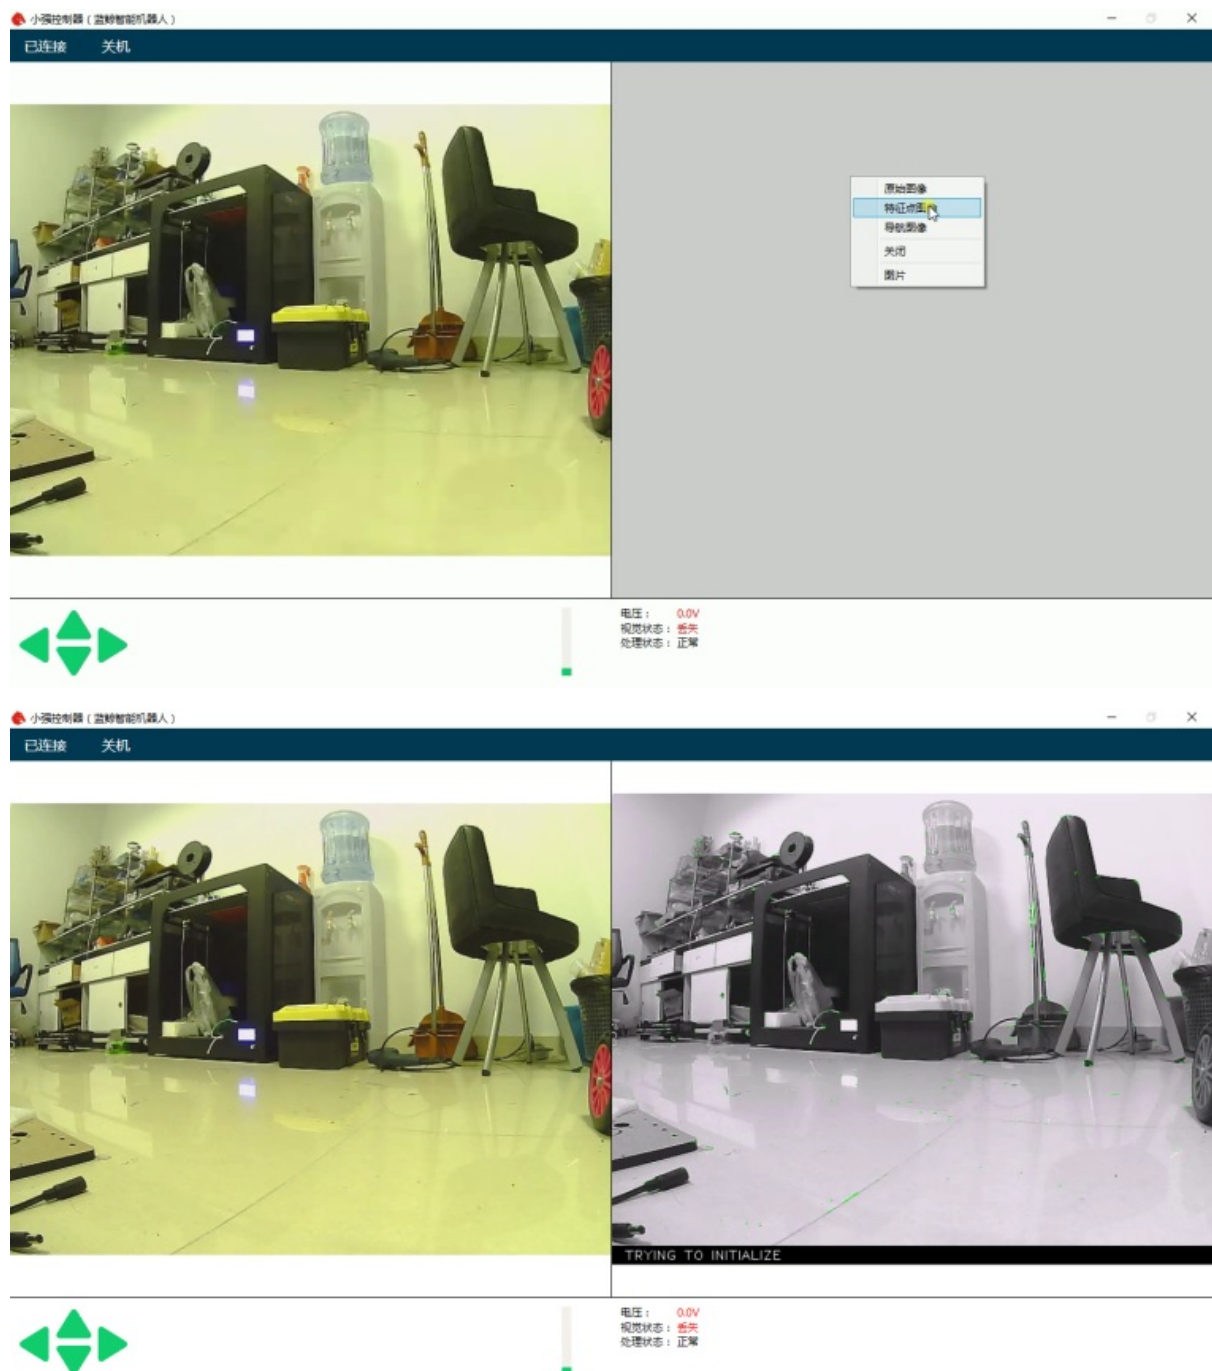 小强控制器（蓝鲸智能机器人）
已连接 关机
原始图像
特征点图
导航图像
关闭
图片
电压： 0.0V
视觉状态： 丢失
处理状态： 正常
小强控制器（蓝鲸智能机器人）
已连接 关机
TRYING TO INITIALIZE
电压： 0.0V
视觉状态： 丢失
处理状态： 正常